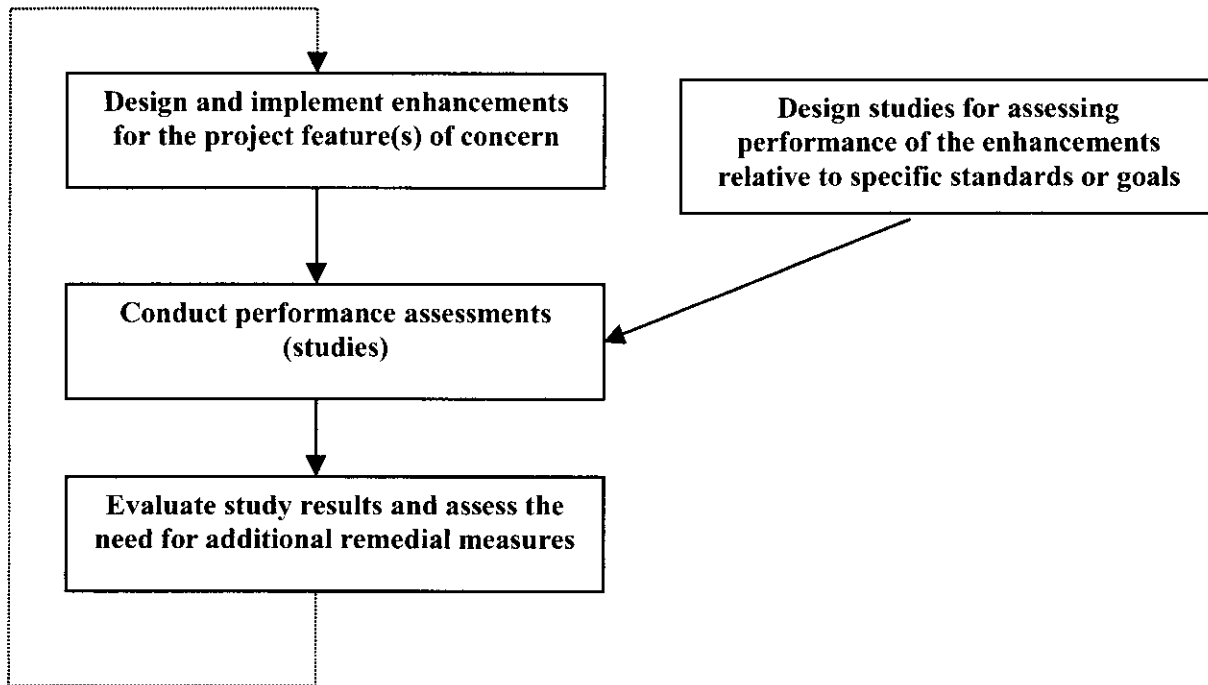 Design and implement enhancements
for the project feature(s) of concern
Design studies for assessing
performance of the enhancements
relative to specific standards or goals
Conduct performance assessments
(studies)
Evaluate study results and assess the
need for additional remedial measures